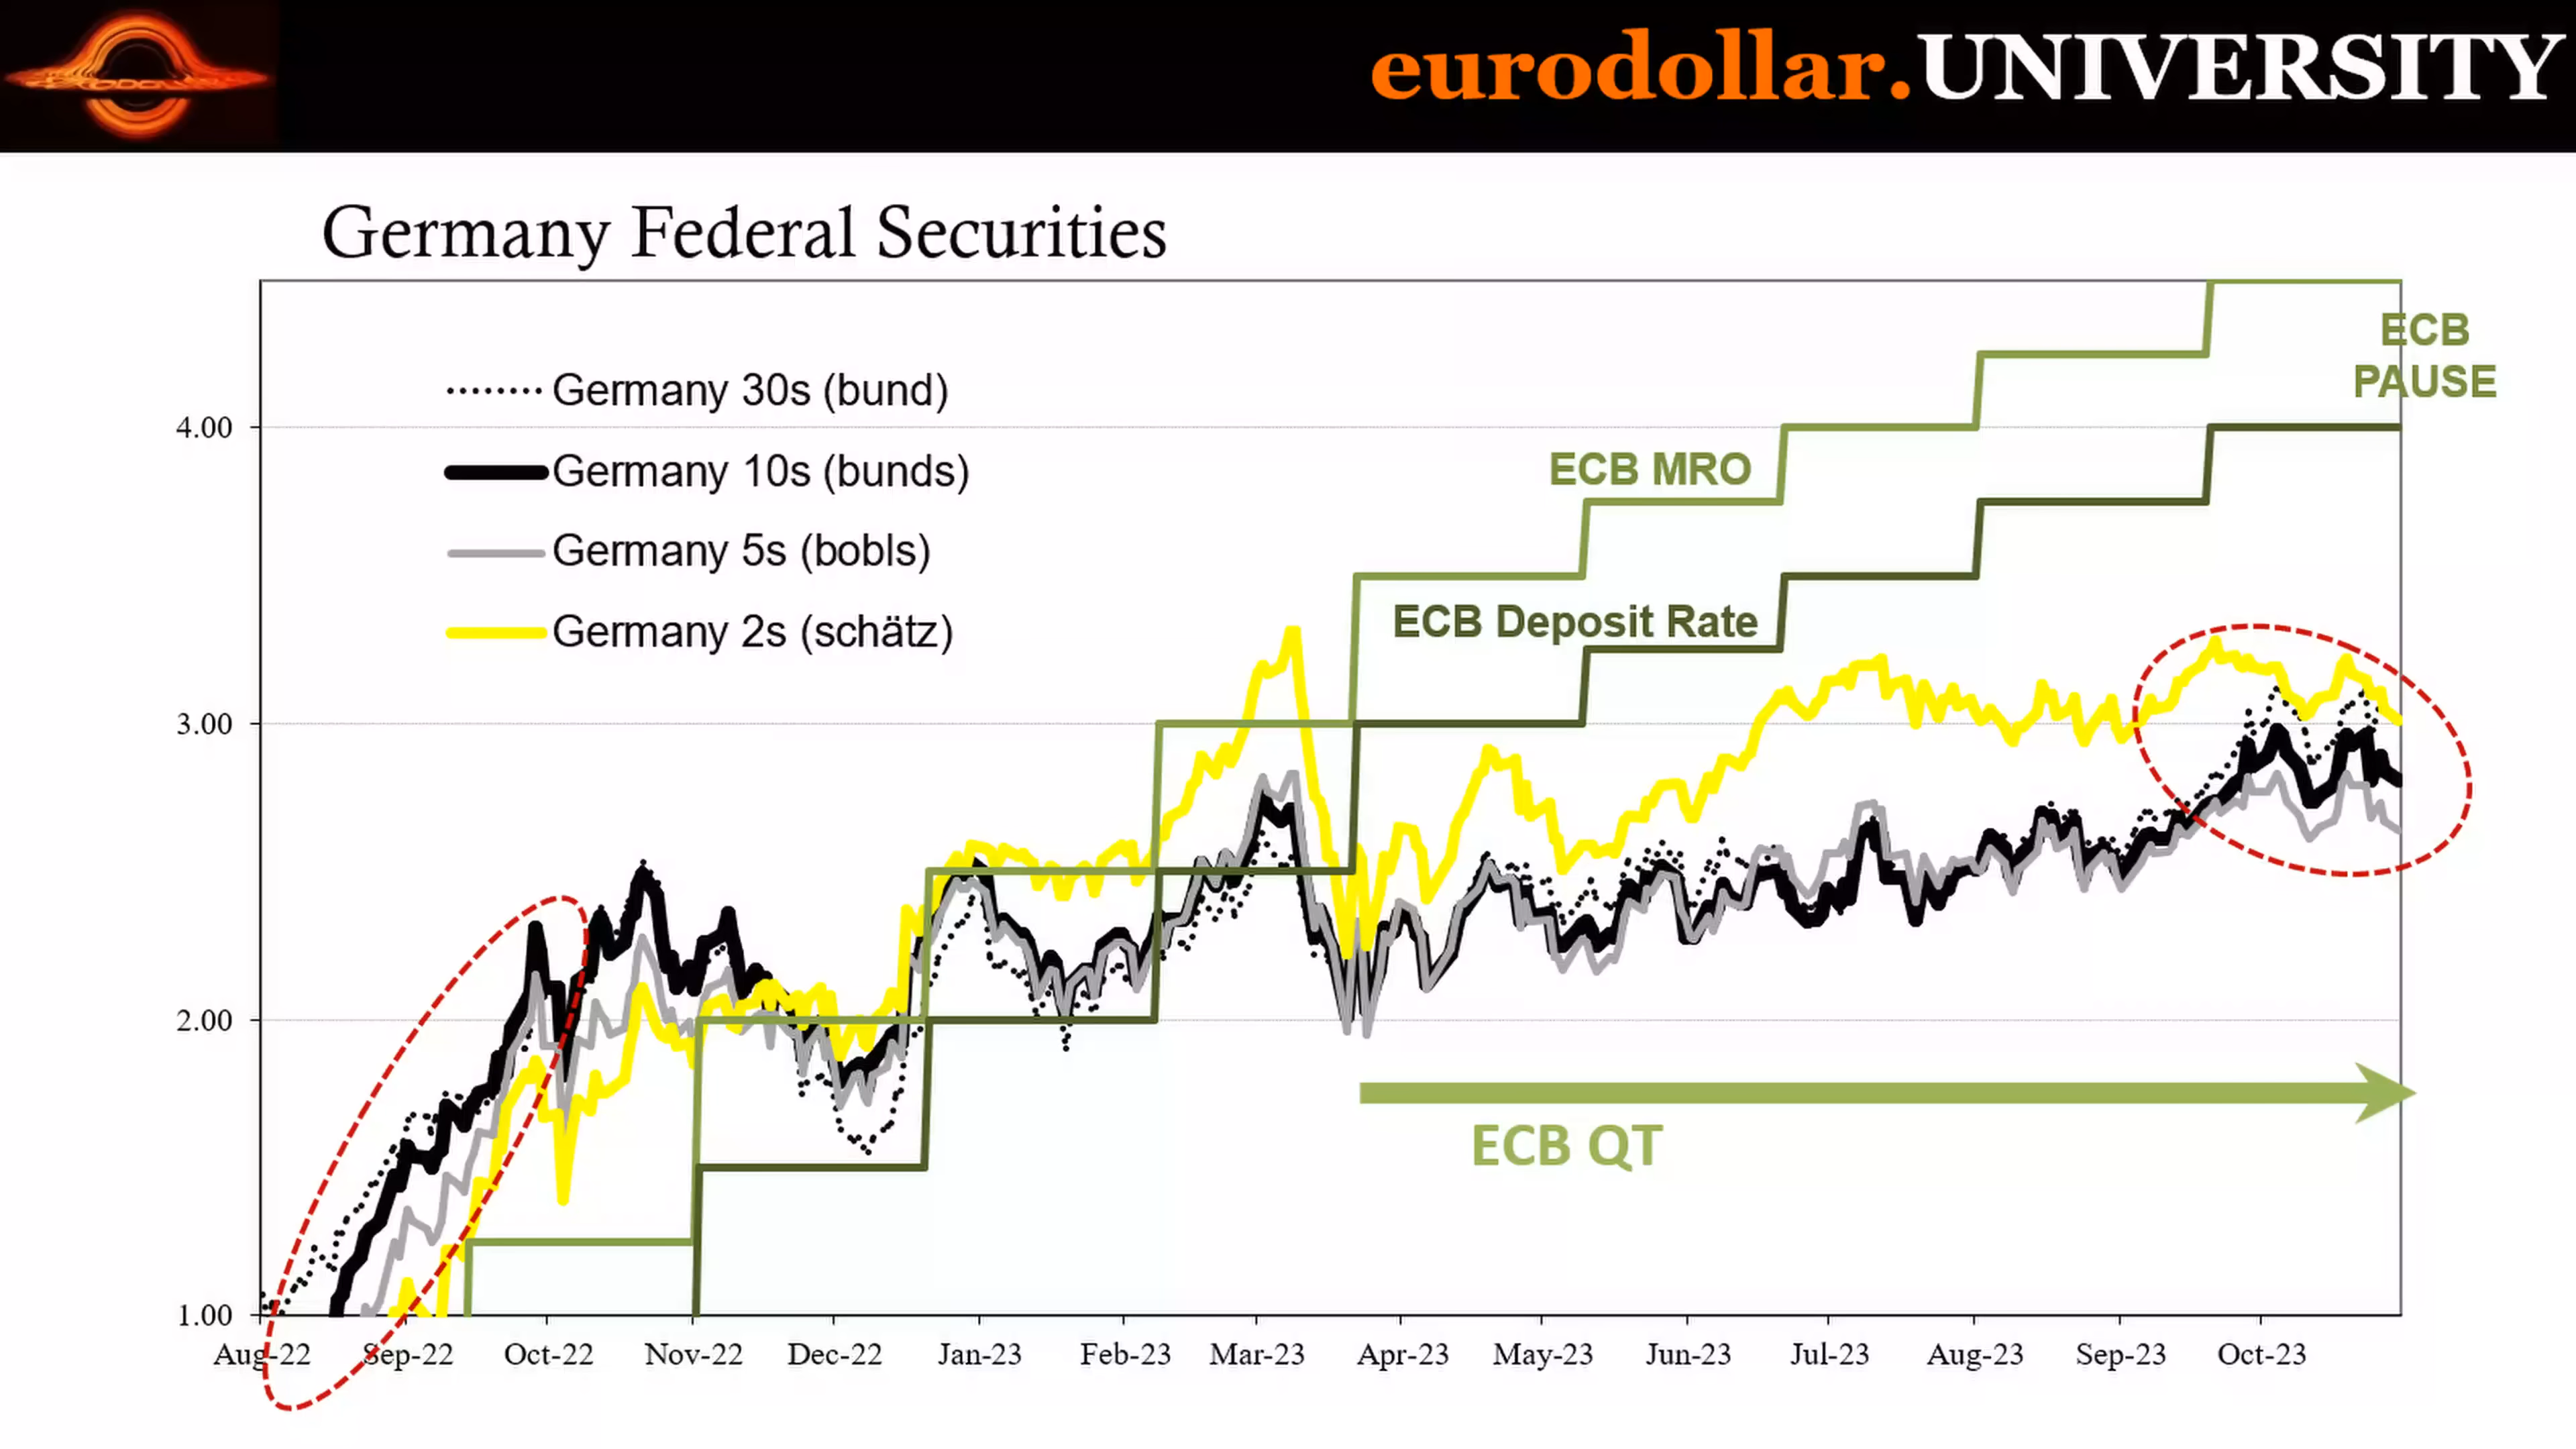 eurodollar.UNIVERSITY
Germany Federal Securities
Germany 30s (bund)
Germany 10s (bunds)
Germany 5s (bobls)
Germany 2s (schätz)
ECB
PAUSE
ECB MRO
ECB Deposit Rate
ECB QT
4.00
3.00
2.00
1.00
Aug-22 Sep-22 Oct-22 Nov-22 Dec-22 Jan-23 Feb-23 Mar-23 Apr-23 May-23 Jun-23 Jul-23 Aug-23 Sep-23 Oct-23